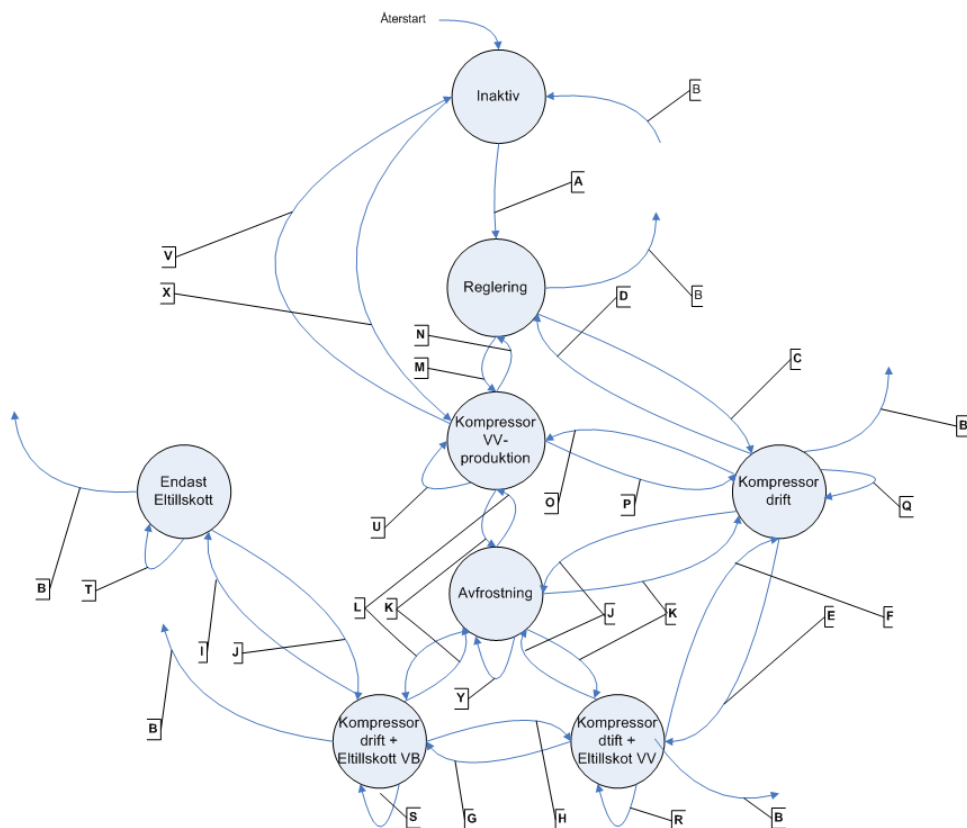 Återstart
Inaktiv
B
A
V
Reglering
X
D
B
N
M
C
Kompressor
VV-
produktion
B
Endast
Eltillskott
Kompressor
drift
U
O
P
Q
B
T
Avfrostning
L
K
J
K
E
F
I
J
Y
B
Kompressor
drift +
Eltillskott VB
Kompressor
dtift +
Eltillskot VV
S
G
H
R
B